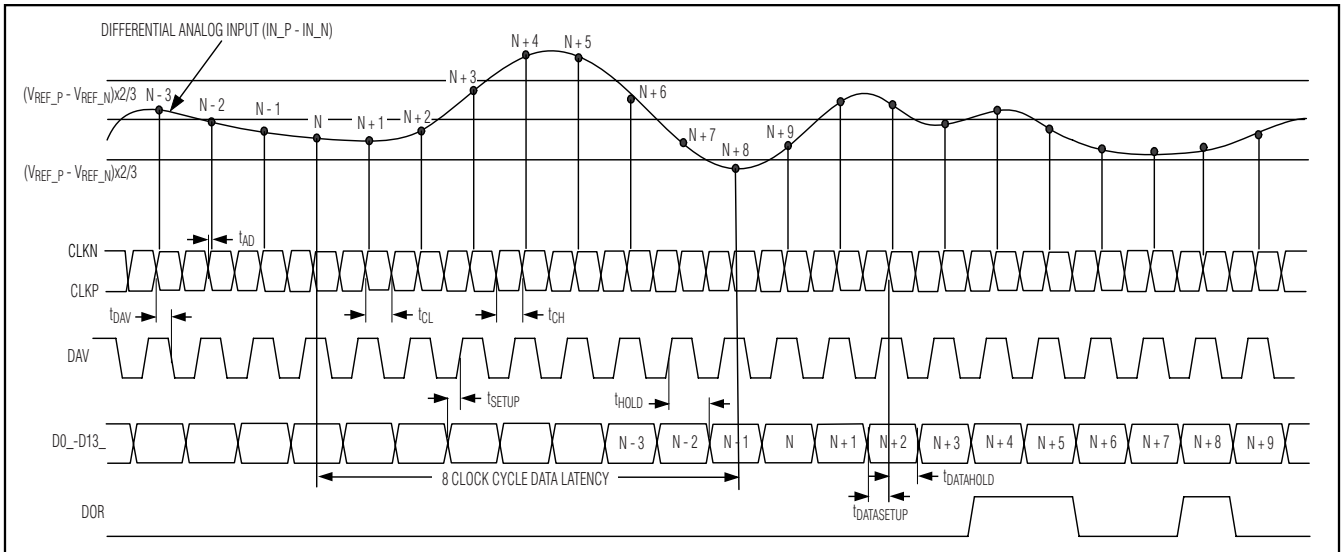 DIFFERENTIAL ANALOG INPUT (IN_P - IN_N)
N + 4 N + 5
N + 3
(VREF_P - VREF_N)x2/3
N - 3
N + 6
N - 2
N - 1
N
N + 1
N + 2
N + 7
N + 9
N + 8
(VREF_P - VREF_N)x2/3
tAD
CLKN
CLKP
tDAV
tCL
tCH
DAV
tSETUP
tHOLD
D0_-D13_
N - 3 N - 2 N - 1 N N + 1 N + 2 N + 3 N + 4 N + 5 N + 6 N + 7 N + 8 N + 9
8 CLOCK CYCLE DATA LATENCY
tDATAHOLD
tDATASETUP
DOR